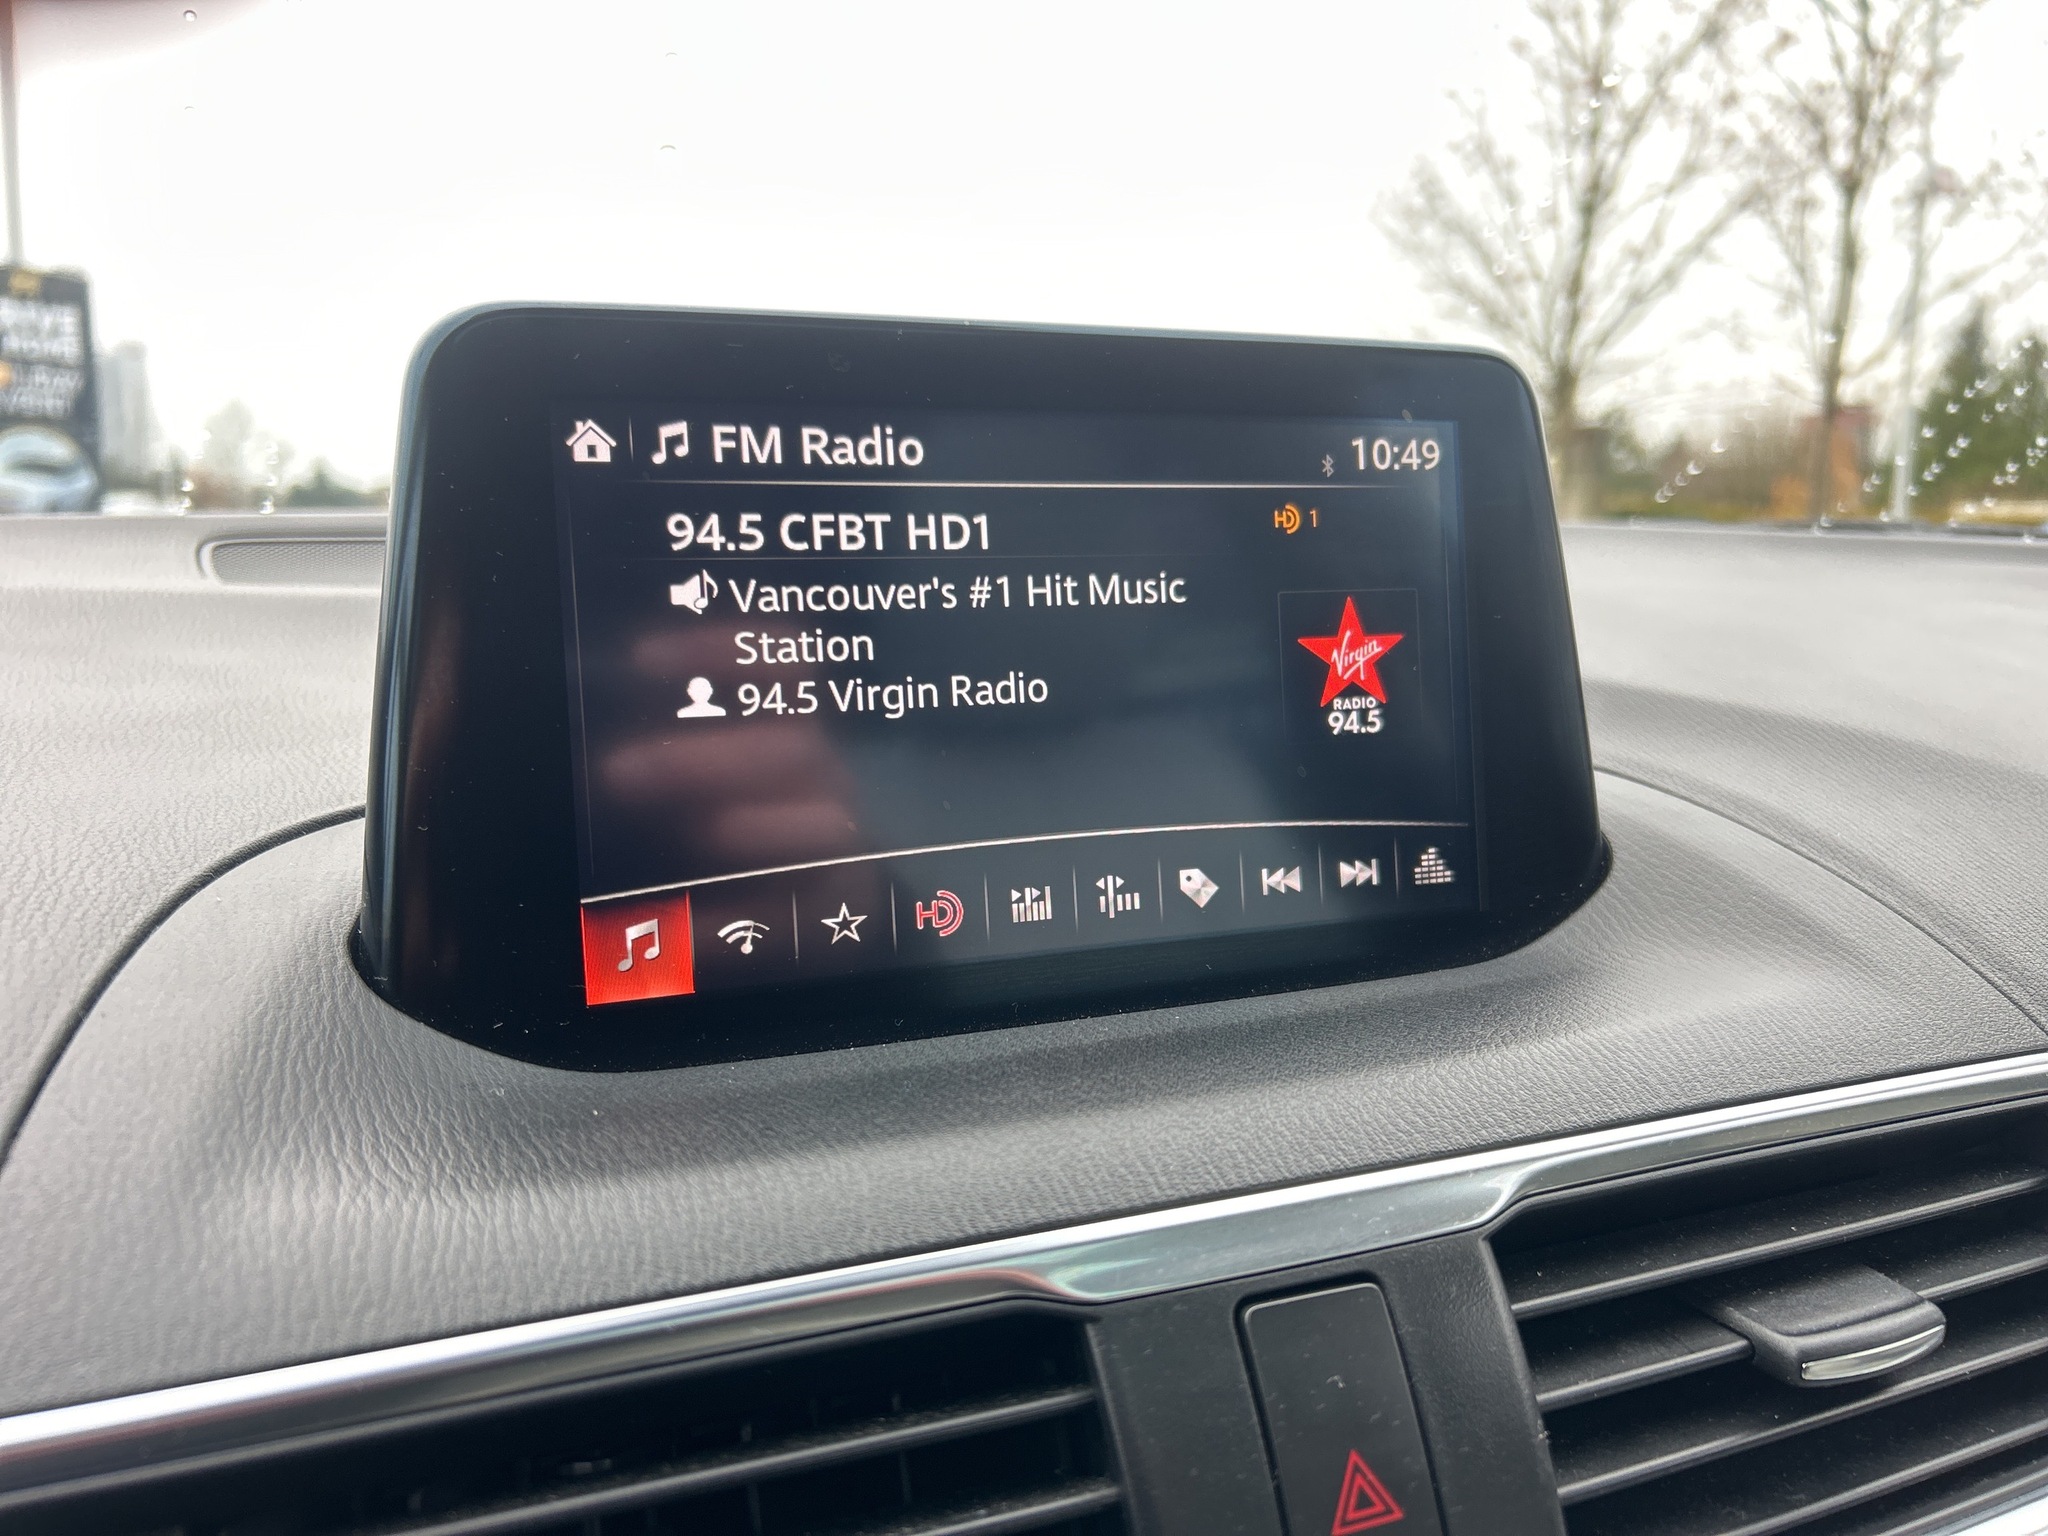 FM Radio
10:49
94.5 CFBT HD1
HD 1
Vancouver's #1 Hit Music
Station
94.5 Virgin Radio
Virgin
RADIO
94.5
HD